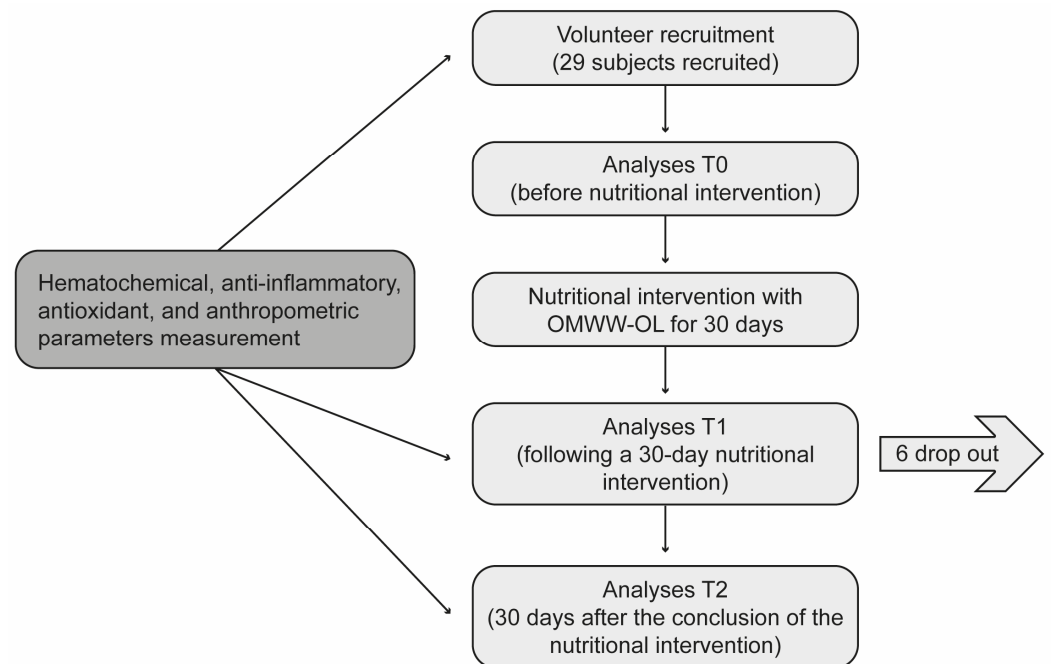 Volunteer recruitment
(29 subjects recruited)
Analyses T0
(before nutritional intervention)
Hematochemical, anti-inflammatory,
antioxidant, and anthropometric
parameters measurement
Nutritional intervention with
OMWW-OL for 30 days
Analyses T1
(following a 30-day nutritional
intervention)
6 drop out
Analyses T2
(30 days after the conclusion of the
nutritional intervention)